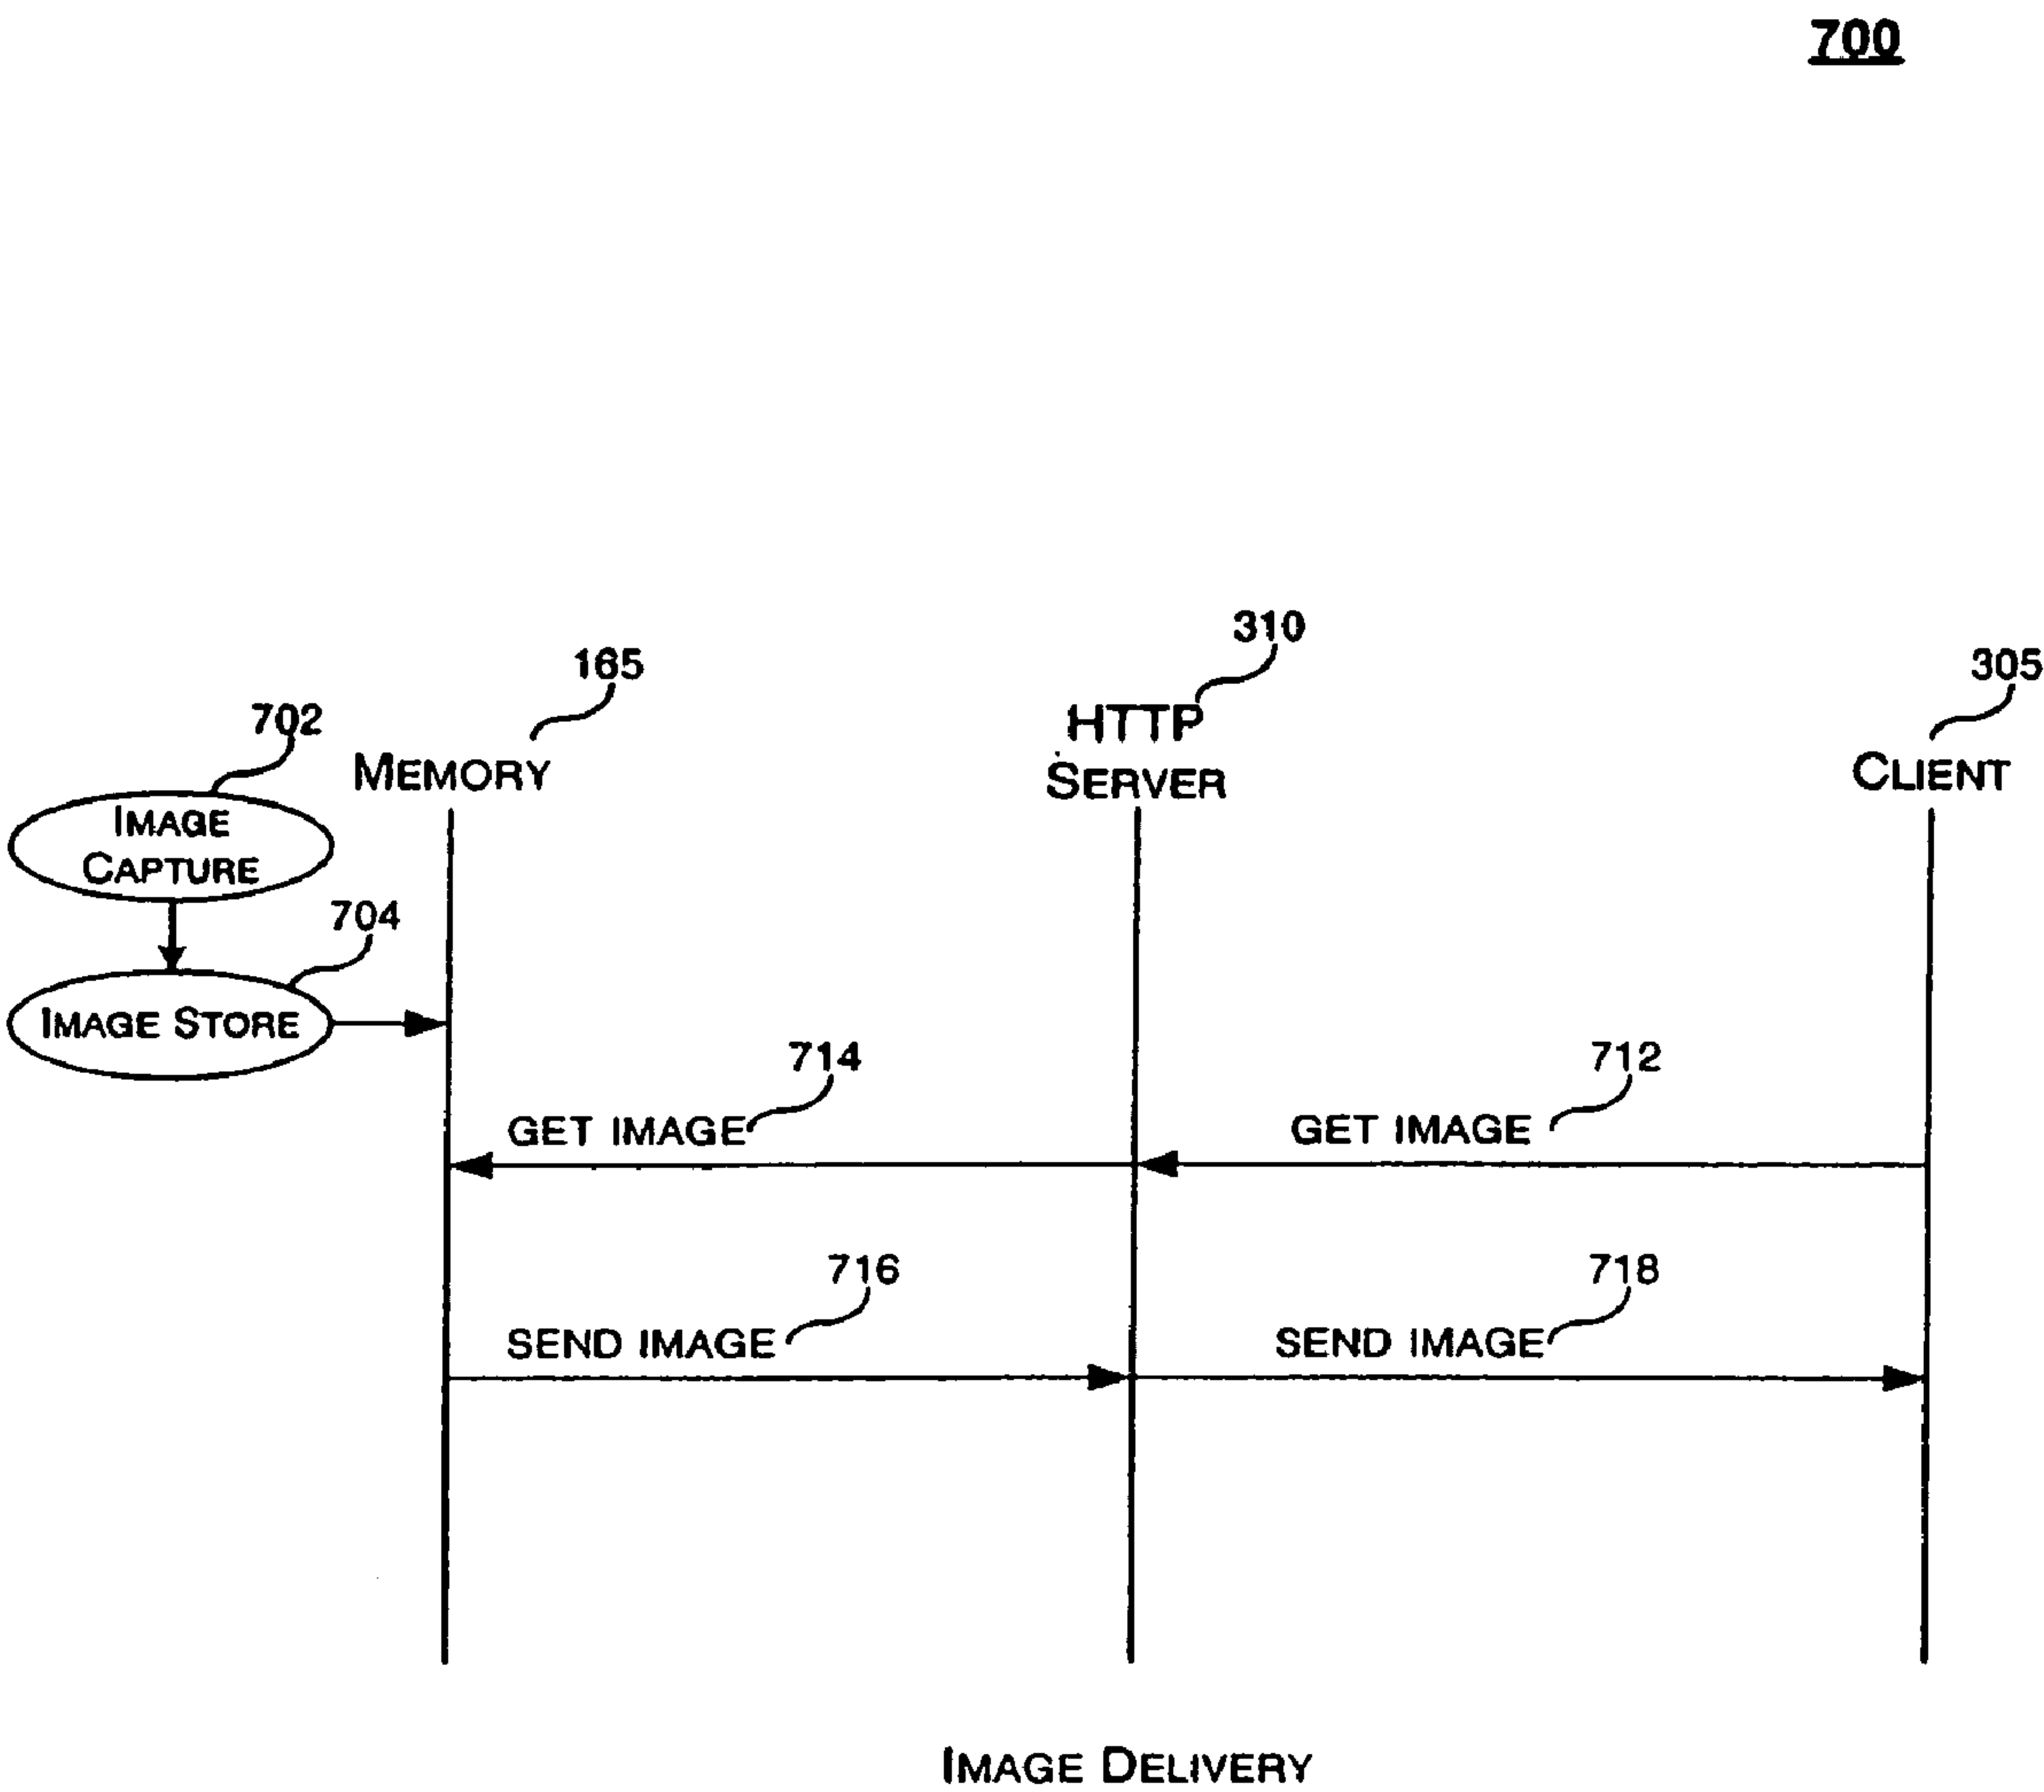 700
310
165
305
702
HTTP
MEMORY
SERVER
CLIENT
IMAGE
CAPTURE
704
IMAGE STORE
714
712
GET IMAGE
GET IMAGE
716
718
SEND IMAGE
SEND IMAGE
IMAGE DELIVERY